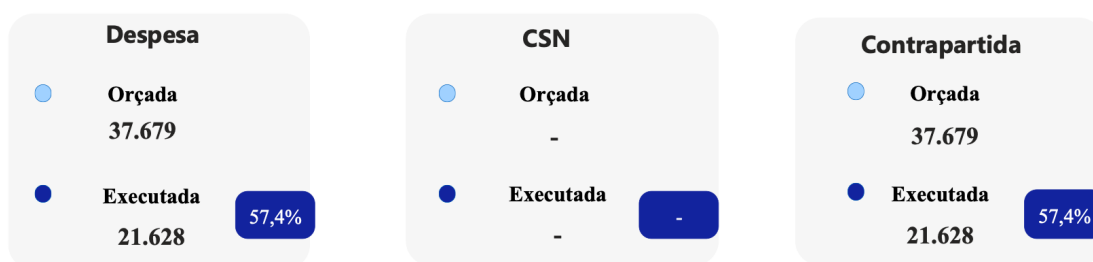 Despesa
Orçada
37.679
Executada
57,4%
21.628
CSN
Orçada
-
Executada
-
-
Contrapartida
Orçada
37.679
Executada
57,4%
21.628